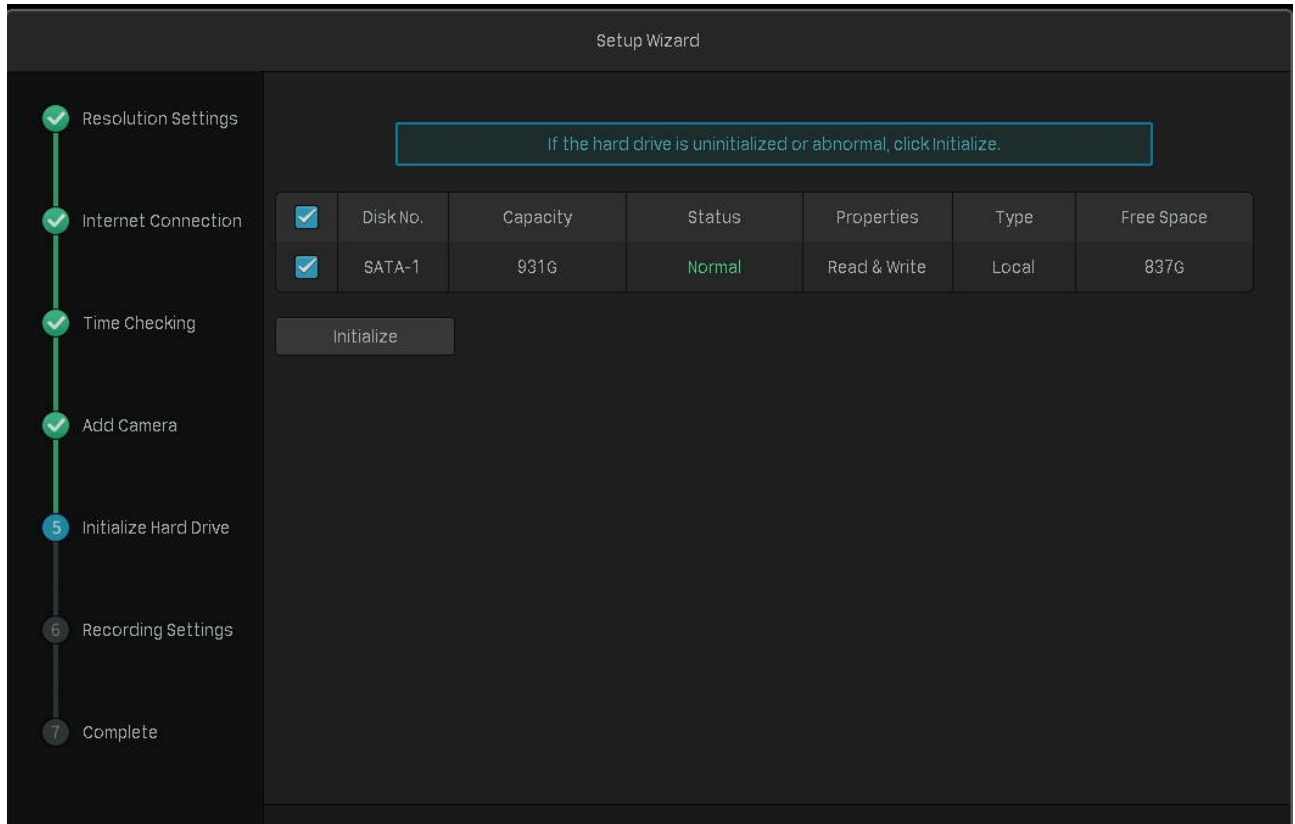 Setup Wizard
Resolution Settings
Internet Connection
Time Checking
Add Camera
5 Initialize Hard Drive
6 Recording Settings
7 Complete
If the hard drive is uninitialized or abnormal, click Initialize.
Disk No. Capacity Status Properties Type Free Space
SATA-1 931G Normal Read & Write Local 837G
Initialize